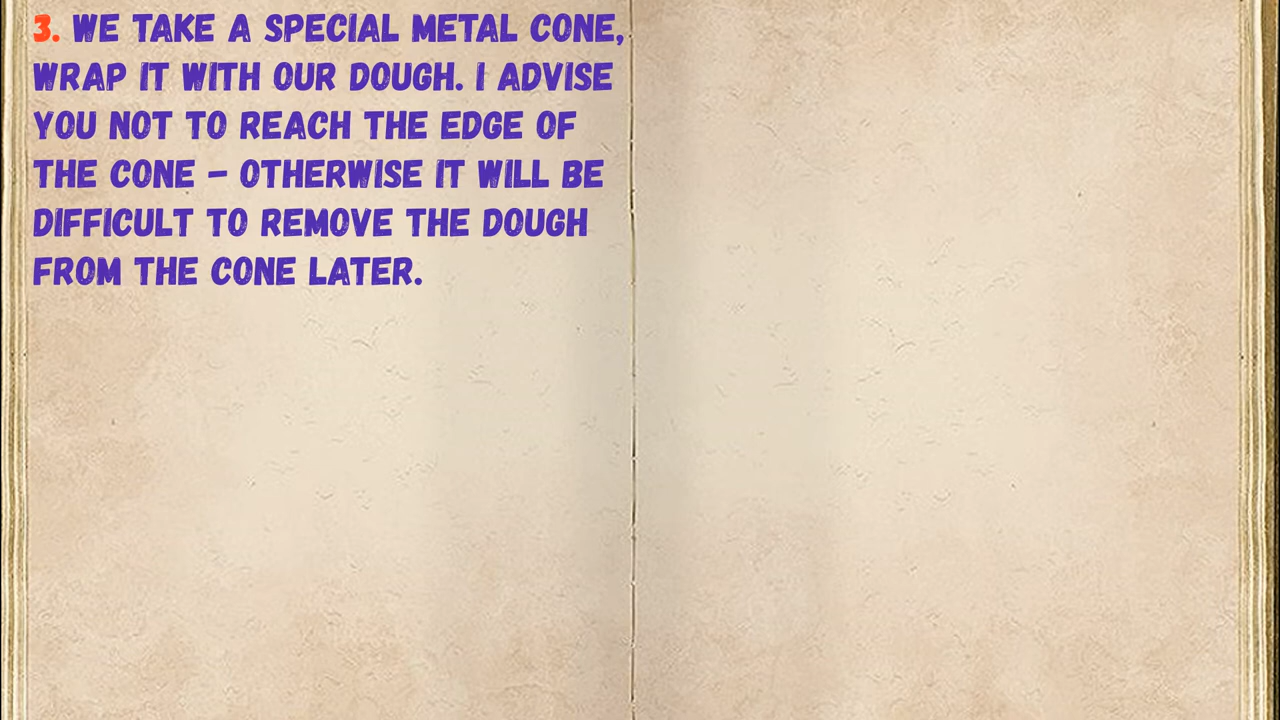 3. WE TAKE A SPECIAL METAL CONE,
WRAP IT WITH OUR DOUGH. I ADVISE
YOU NOT TO REACH THE EDGE OF
THE CONE – OTHERWISE IT WILL BE
DIFFICULT TO REMOVE THE DOUGH
FROM THE CONE LATER.